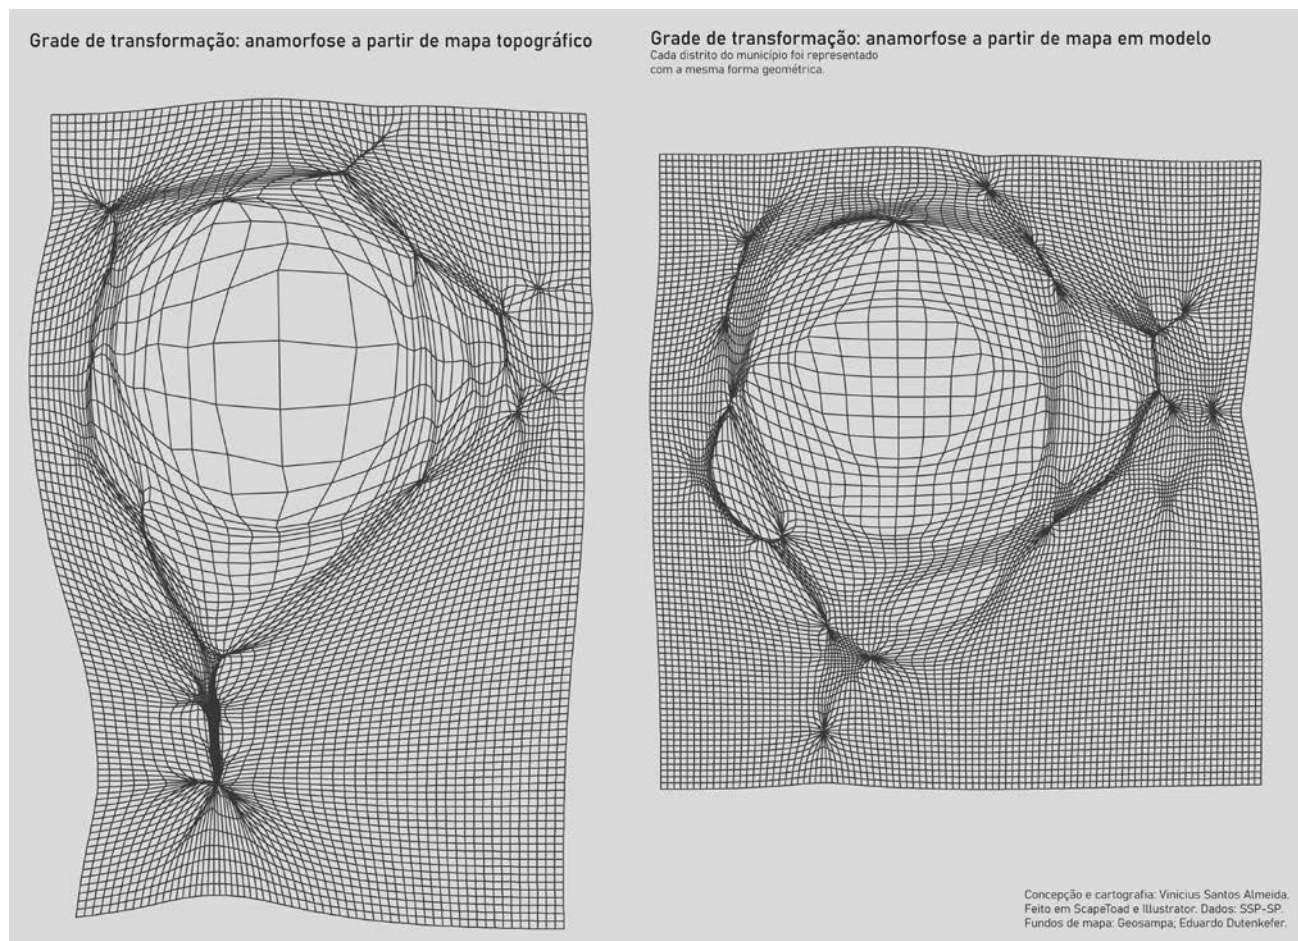 Grade de transformação: anamorfose a partir de mapa topográfico
Grade de transformação: anamorfose a partir de mapa em modelo
Cada distrito do município foi representado
com a mesma forma geométrica.
Concepção e cartografia: Vinicius Santos Almeida.
Feito em ScapeToad e Illustrator. Dados: SSP-SP.
Fundos de mapa: Geosampa; Eduardo Dutenkefer.